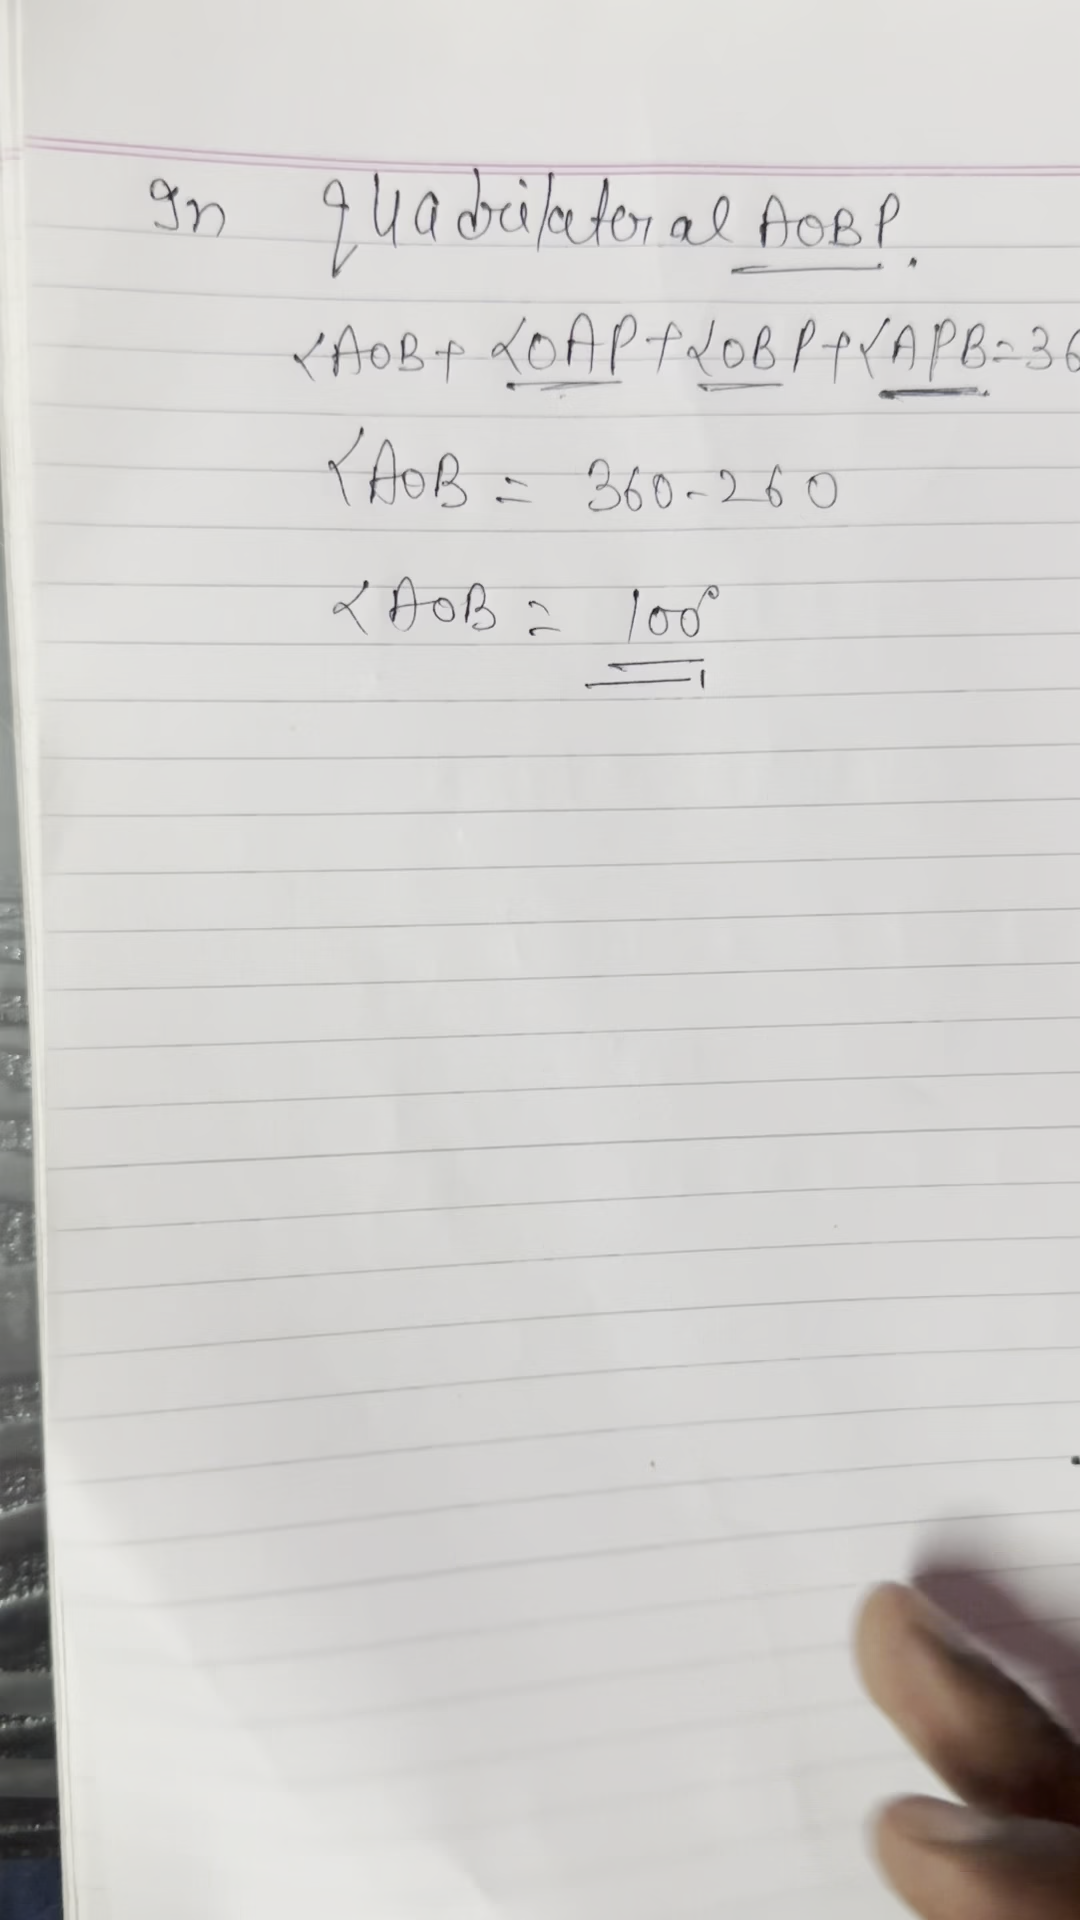 In quadrilateral AOBP.
∠AOB + ∠OAP + ∠OBP + ∠APB = 36
∠AOB = 360 - 260
∠AOB = 100°